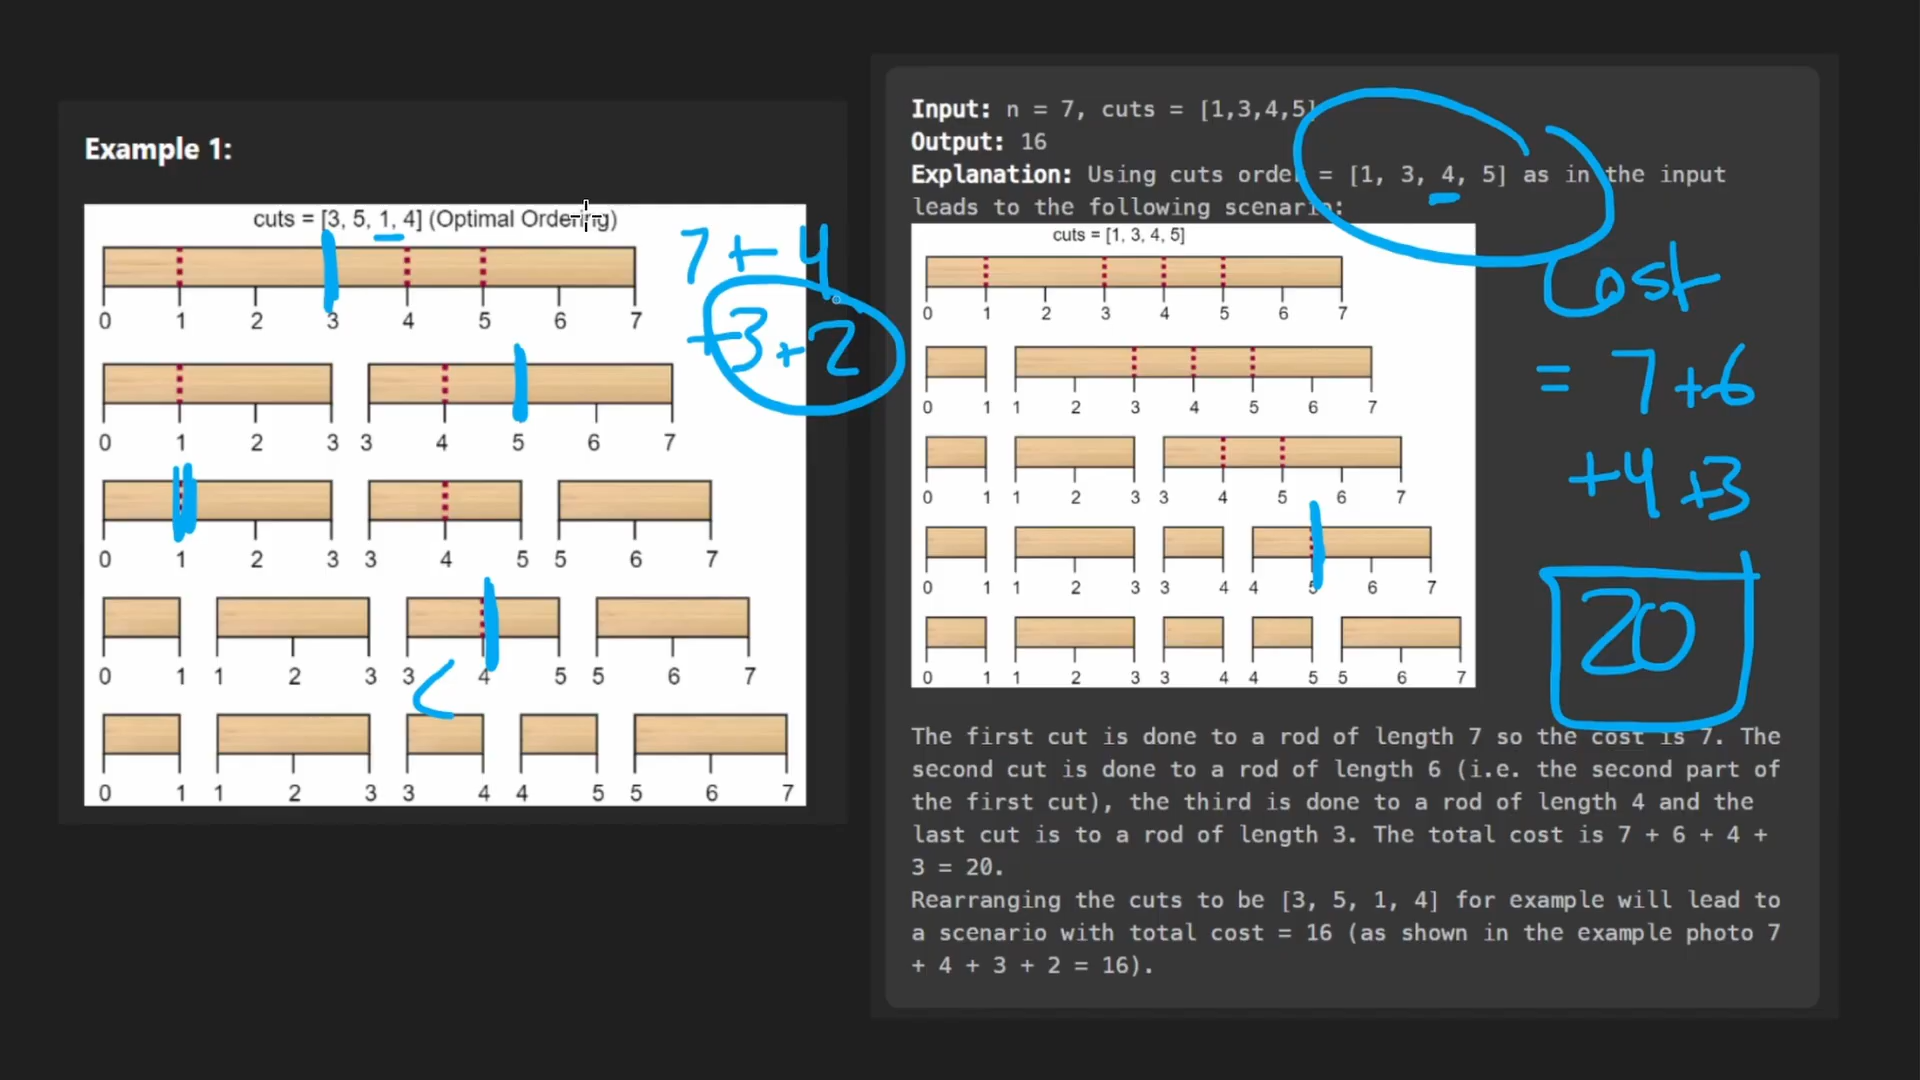 Example 1:
cuts = [3, 5, 1, 4] (Optimal Ordering)
0 1 2 3 4 5 6 7
0 1 2 3 3 4 5 6 7
0 1 2 3 3 4 5 5 6 7
0 1 1 2 3 3 4 5 5 6 7
0 1 1 2 3 3 4 4 5 5 6 7
7+4
+3+2
Input: n = 7, cuts = [1,3,4,5]
Output: 16
Explanation: Using cuts order = [1, 3, 4, 5] as in the input
leads to the following scenario:
cuts = [1, 3, 4, 5]
0 1 2 3 4 5 6 7
0 1 1 2 3 4 5 6 7
0 1 1 2 3 3 4 5 6 7
0 1 1 2 3 3 4 4 5 6 7
0 1 1 2 3 3 4 4 5 5 6 7
Cost
= 7+6
+4+3
20
The first cut is done to a rod of length 7 so the cost is 7. The
second cut is done to a rod of length 6 (i.e. the second part of
the first cut), the third is done to a rod of length 4 and the
last cut is to a rod of length 3. The total cost is 7 + 6 + 4 +
3 = 20.
Rearranging the cuts to be [3, 5, 1, 4] for example will lead to
a scenario with total cost = 16 (as shown in the example photo 7
+ 4 + 3 + 2 = 16).